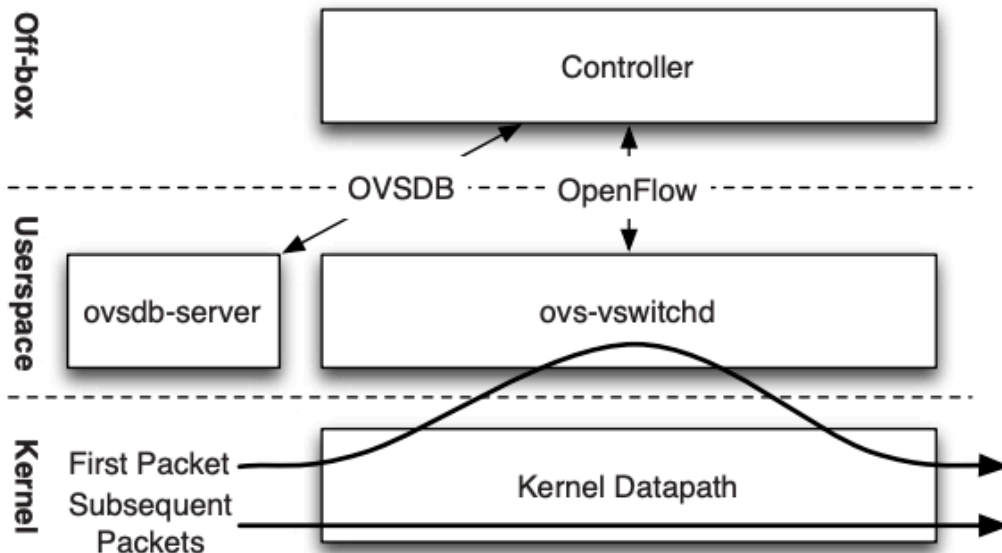 Off-box
Controller
OVSDB
OpenFlow
Userspace
ovsdb-server
ovs-vswitchd
Kernel
First Packet
Kernel Datapath
Subsequent
Packets